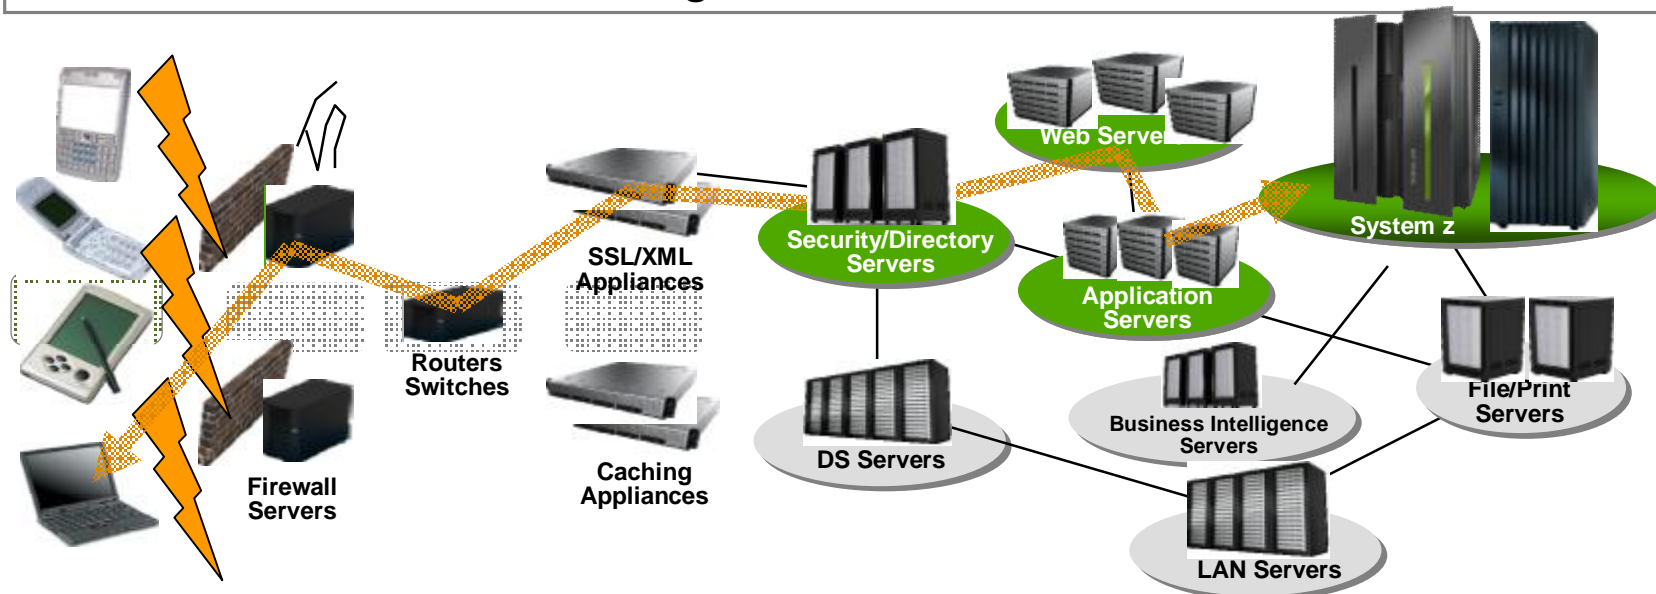 Web Server
System z
Security/Directory
Servers
SSL/XML
Appliances
Application
Servers
Routers
Switches
File/Print
Servers
Business Intelligence
Servers
DS Servers
Caching
Appliances
Firewall
Servers
LAN Servers